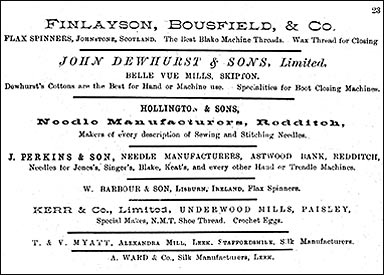 23
FINLAYSON, BOUSFIELD, & Co.
FLAX SPINNERS, JOHNSTONE, SCOTLAND. The Best Blake Machine Threads. Wax Thread for Closing
JOHN DEWHURST & SONS, Limited,
BELLE VUE MILLS, SKIPTON.
Dewhurst's Cottons are the Best for Hand or Machine use. Specialities for Boot Closing Machines.
HOLLINGTON & SONS,
Needle Manufacturers, Redditch,
Makers of every description of Sewing and Stitching Needles.
J. PERKINS & SON, NEEDLE MANUFACTURERS, ASTWOOD BANK, REDDITCH,
Needles for Jones's, Singer's, Blake, Keat's, and every other Hand or Treadle Machines.
W. BARBOUR & SON, LISBURN, IRELAND, Flax Spinners.
KERR & Co., Limited, UNDERWOOD MILLS, PAISLEY,
Special Makes, N.M.T. Shoe Thread. Crochet Eggs.
T. & V. MYATT, ALEXANDRA MILL, LEEK, STAFFORDSHIRE, Silk Manufacturers.
A. WARD & Co., Silk Manufacturers, LEEK.